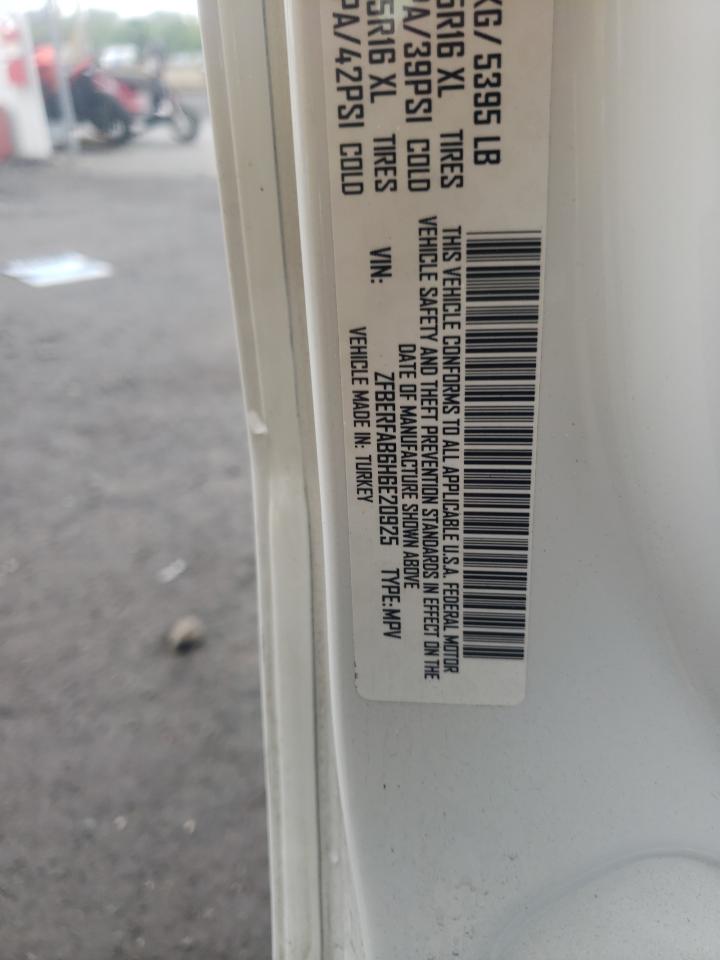 KG/ 5395 LB
5R16 XL TIRES
PA/39PSI COLD
5R16 XL TIRES
PA/42PSI COLD
THIS VEHICLE CONFORMS TO ALL APPLICABLE U.S.A. FEDERAL MOTOR
VEHICLE SAFETY AND THEFT PREVENTION STANDARDS IN EFFECT ON THE
DATE OF MANUFACTURE SHOWN ABOVE
VIN: ZFBERFAB6H6E20925 TYPE:MPV
VEHICLE MADE IN: TURKEY